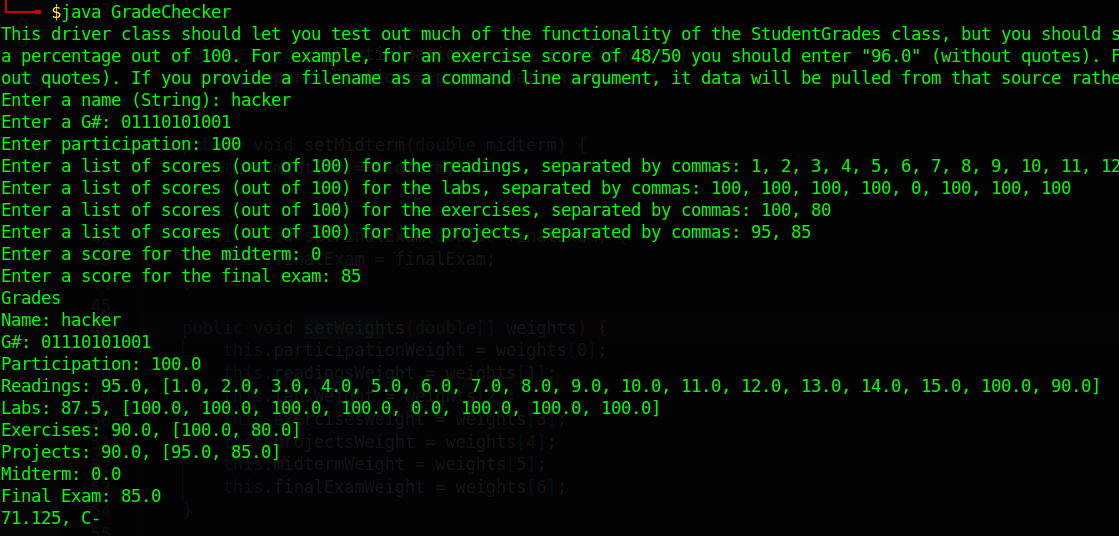 $java GradeChecker
This driver class should let you test out much of the functionality of the StudentGrades class, but you should s
a percentage out of 100. For example, for an exercise score of 48/50 you should enter "96.0" (without quotes). F
out quotes). If you provide a filename as a command line argument, it data will be pulled from that source rathe
Enter a name (String): hacker
Enter a G#: 01110101001
Enter participation: 100
Enter a list of scores (out of 100) for the readings, separated by commas: 1, 2, 3, 4, 5, 6, 7, 8, 9, 10, 11, 12
Enter a list of scores (out of 100) for the labs, separated by commas: 100, 100, 100, 100, 0, 100, 100, 100
Enter a list of scores (out of 100) for the exercises, separated by commas: 100, 80
Enter a list of scores (out of 100) for the projects, separated by commas: 95, 85
Enter a score for the midterm: 0
Enter a score for the final exam: 85
Grades
Name: hacker
G#: 01110101001
Participation: 100.0
Readings: 95.0, [1.0, 2.0, 3.0, 4.0, 5.0, 6.0, 7.0, 8.0, 9.0, 10.0, 11.0, 12.0, 13.0, 14.0, 15.0, 100.0, 90.0]
Labs: 87.5, [100.0, 100.0, 100.0, 100.0, 0.0, 100.0, 100.0, 100.0]
Exercises: 90.0, [100.0, 80.0]
Projects: 90.0, [95.0, 85.0]
Midterm: 0.0
Final Exam: 85.0
71.125, C-
void setMidterm(double midterm) {
Exam = finalExam;
public void setWeights(double[] weights) {
this.participationWeight = weights[0];
this.midtermWeight = weights[5];
this.finalExamWeight = weights[6];
}